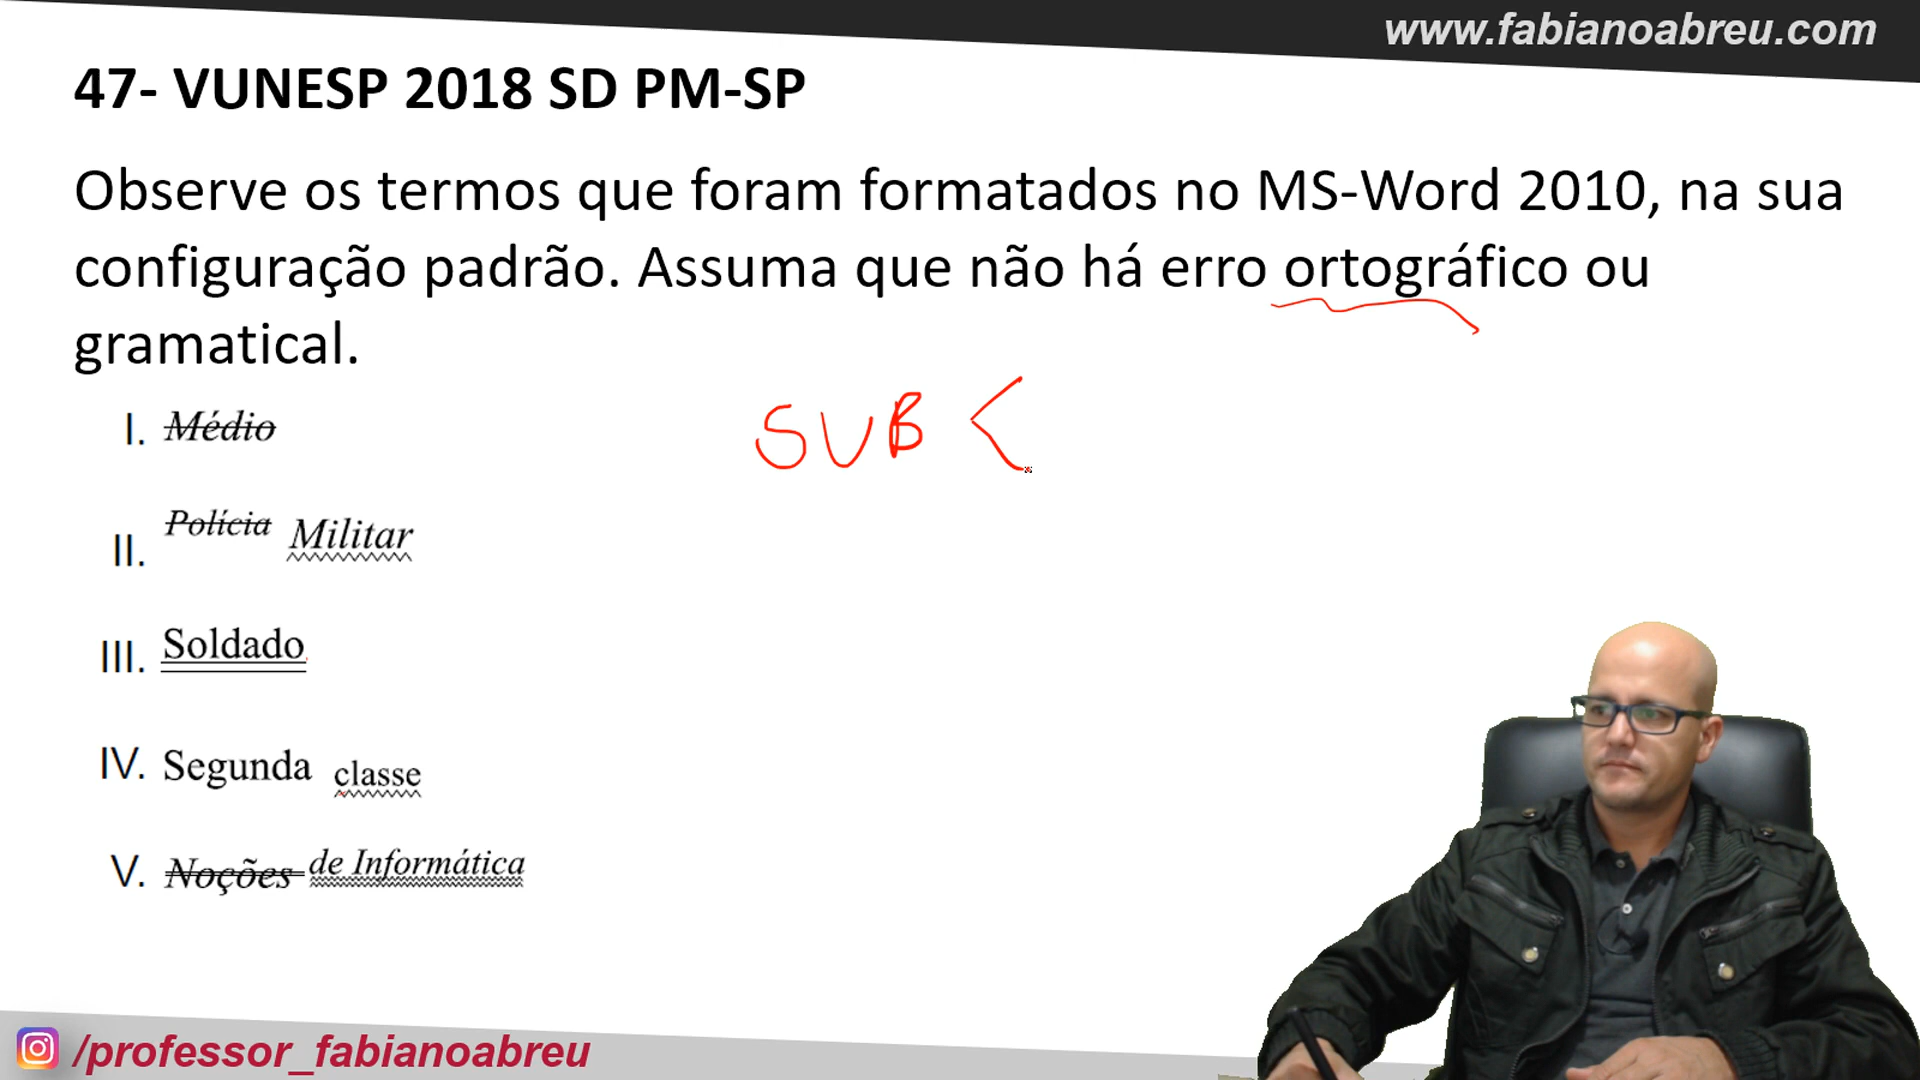 www.fabianoabreu.com
47- VUNESP 2018 SD PM-SP
Observe os termos que foram formatados no MS-Word 2010, na sua
configuração padrão. Assuma que não há erro ortográfico ou
gramatical.
I. Médio
SUB <
II. Polícia Militar
III. Soldado
IV. Segunda classe
V. Noções de Informática
/professor_fabianoabreu